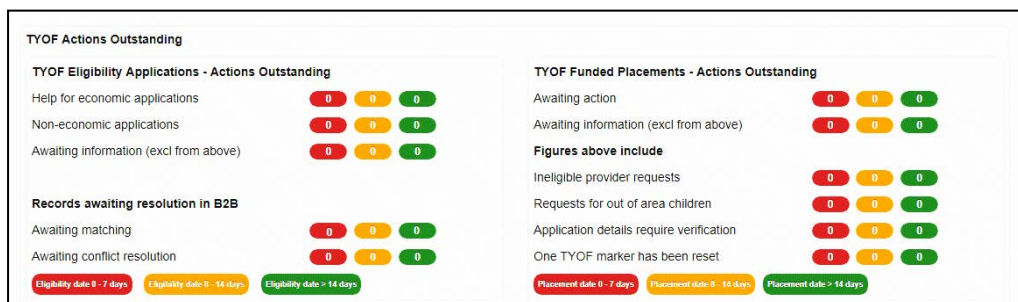 TYOF Actions Outstanding
TYOF Eligibility Applications - Actions Outstanding
Help for economic applications 0 0 0
Non-economic applications 0 0 0
Awaiting information (excl from above) 0 0 0
Records awaiting resolution in B2B
Awaiting matching 0 0 0
Awaiting conflict resolution 0 0 0
Eligibility date 0 - 7 days Eligibility date 8 - 14 days Eligibility date > 14 days
TYOF Funded Placements - Actions Outstanding
Awaiting action 0 0 0
Awaiting information (excl from above) 0 0 0
Figures above include
Ineligible provider requests 0 0 0
Requests for out of area children 0 0 0
Application details require verification 0 0 0
One TYOF marker has been reset 0 0 0
Placement date 0 - 7 days Placement date 8 - 14 days Placement date > 14 days